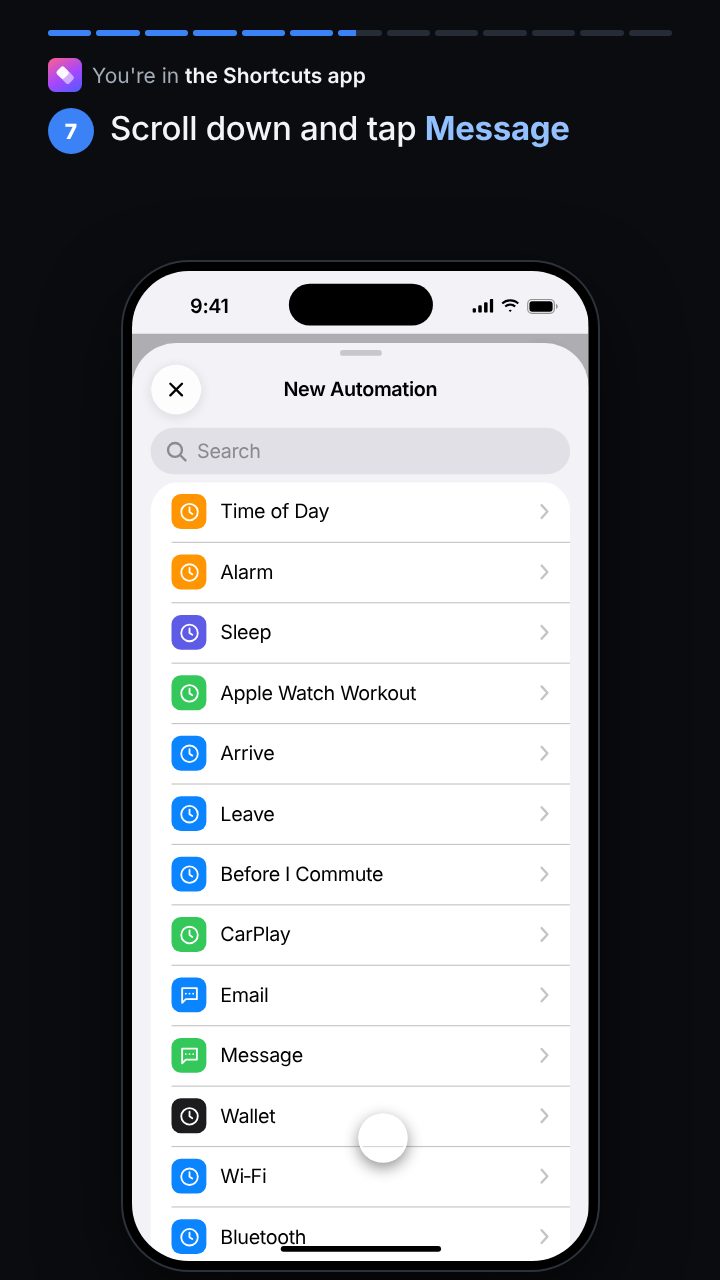 You're in the Shortcuts app
7 Scroll down and tap Message
9:41
New Automation
Search
Time of Day
Alarm
Sleep
Apple Watch Workout
Arrive
Leave
Before I Commute
CarPlay
Email
Message
Wallet
Wi-Fi
Bluetooth